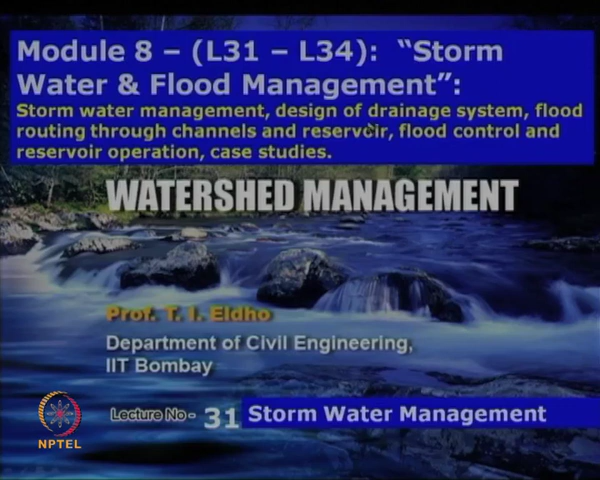 Module 8 – (L31 – L34): "Storm
Water & Flood Management":
Storm water management, design of drainage system, flood
routing through channels and reservoir, flood control and
reservoir operation, case studies.
WATERSHED MANAGEMENT
Prof. T. I. Eldho
Department of Civil Engineering,
IIT Bombay
Lecture No - 31 Storm Water Management
NPTEL